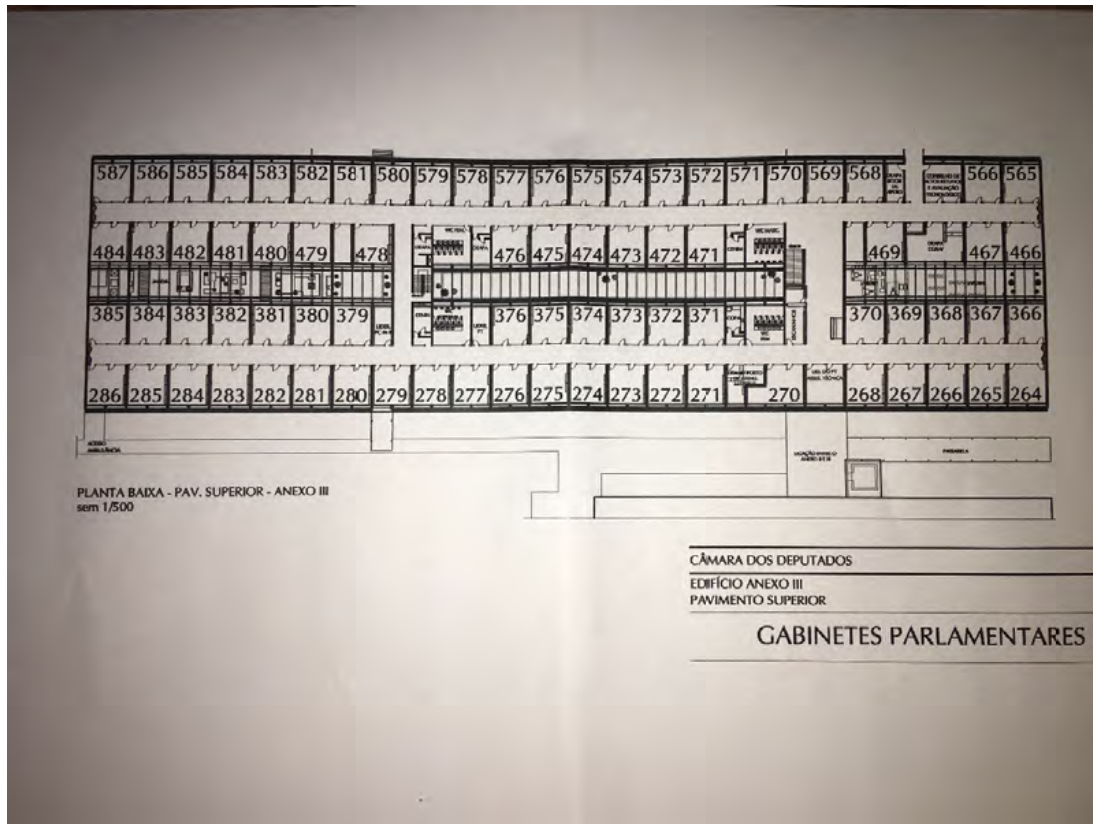 587 586 585 584 583 582 581 580 579 578 577 576 575 574 573 572 571 570 569 568 566 565
484 483 482 481 480 479 478 476 475 474 473 472 471 469 467 466
385 384 383 382 381 380 379 376 375 374 373 372 371 370 369 368 367 366
286 285 284 283 282 281 280 279 278 277 276 275 274 273 272 271 270 268 267 266 265 264
ACESSO
AMBULÂNCIA
PASSARELA
PLANTA BAIXA - PAV. SUPERIOR - ANEXO III
sem 1/500
CÂMARA DOS DEPUTADOS
EDIFÍCIO ANEXO III
PAVIMENTO SUPERIOR
GABINETES PARLAMENTARES